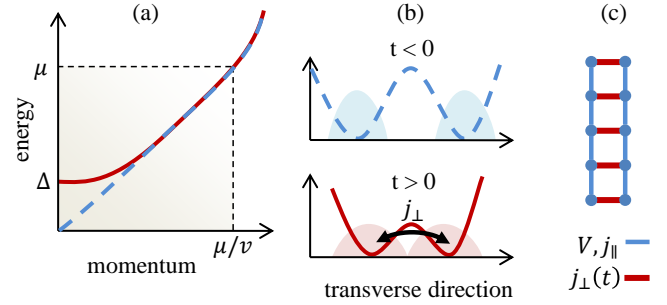 (a)
energy
μ
Δ
μ/v
momentum
(b)
t < 0
t > 0
j⊥
transverse direction
(c)
V, j∥
j⊥(t)